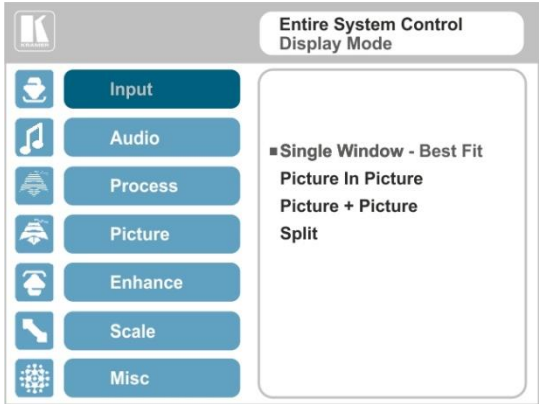 KRAMER
Entire System Control
Display Mode
Input
Audio
Process
Picture
Enhance
Scale
Misc
Single Window - Best Fit
Picture In Picture
Picture + Picture
Split